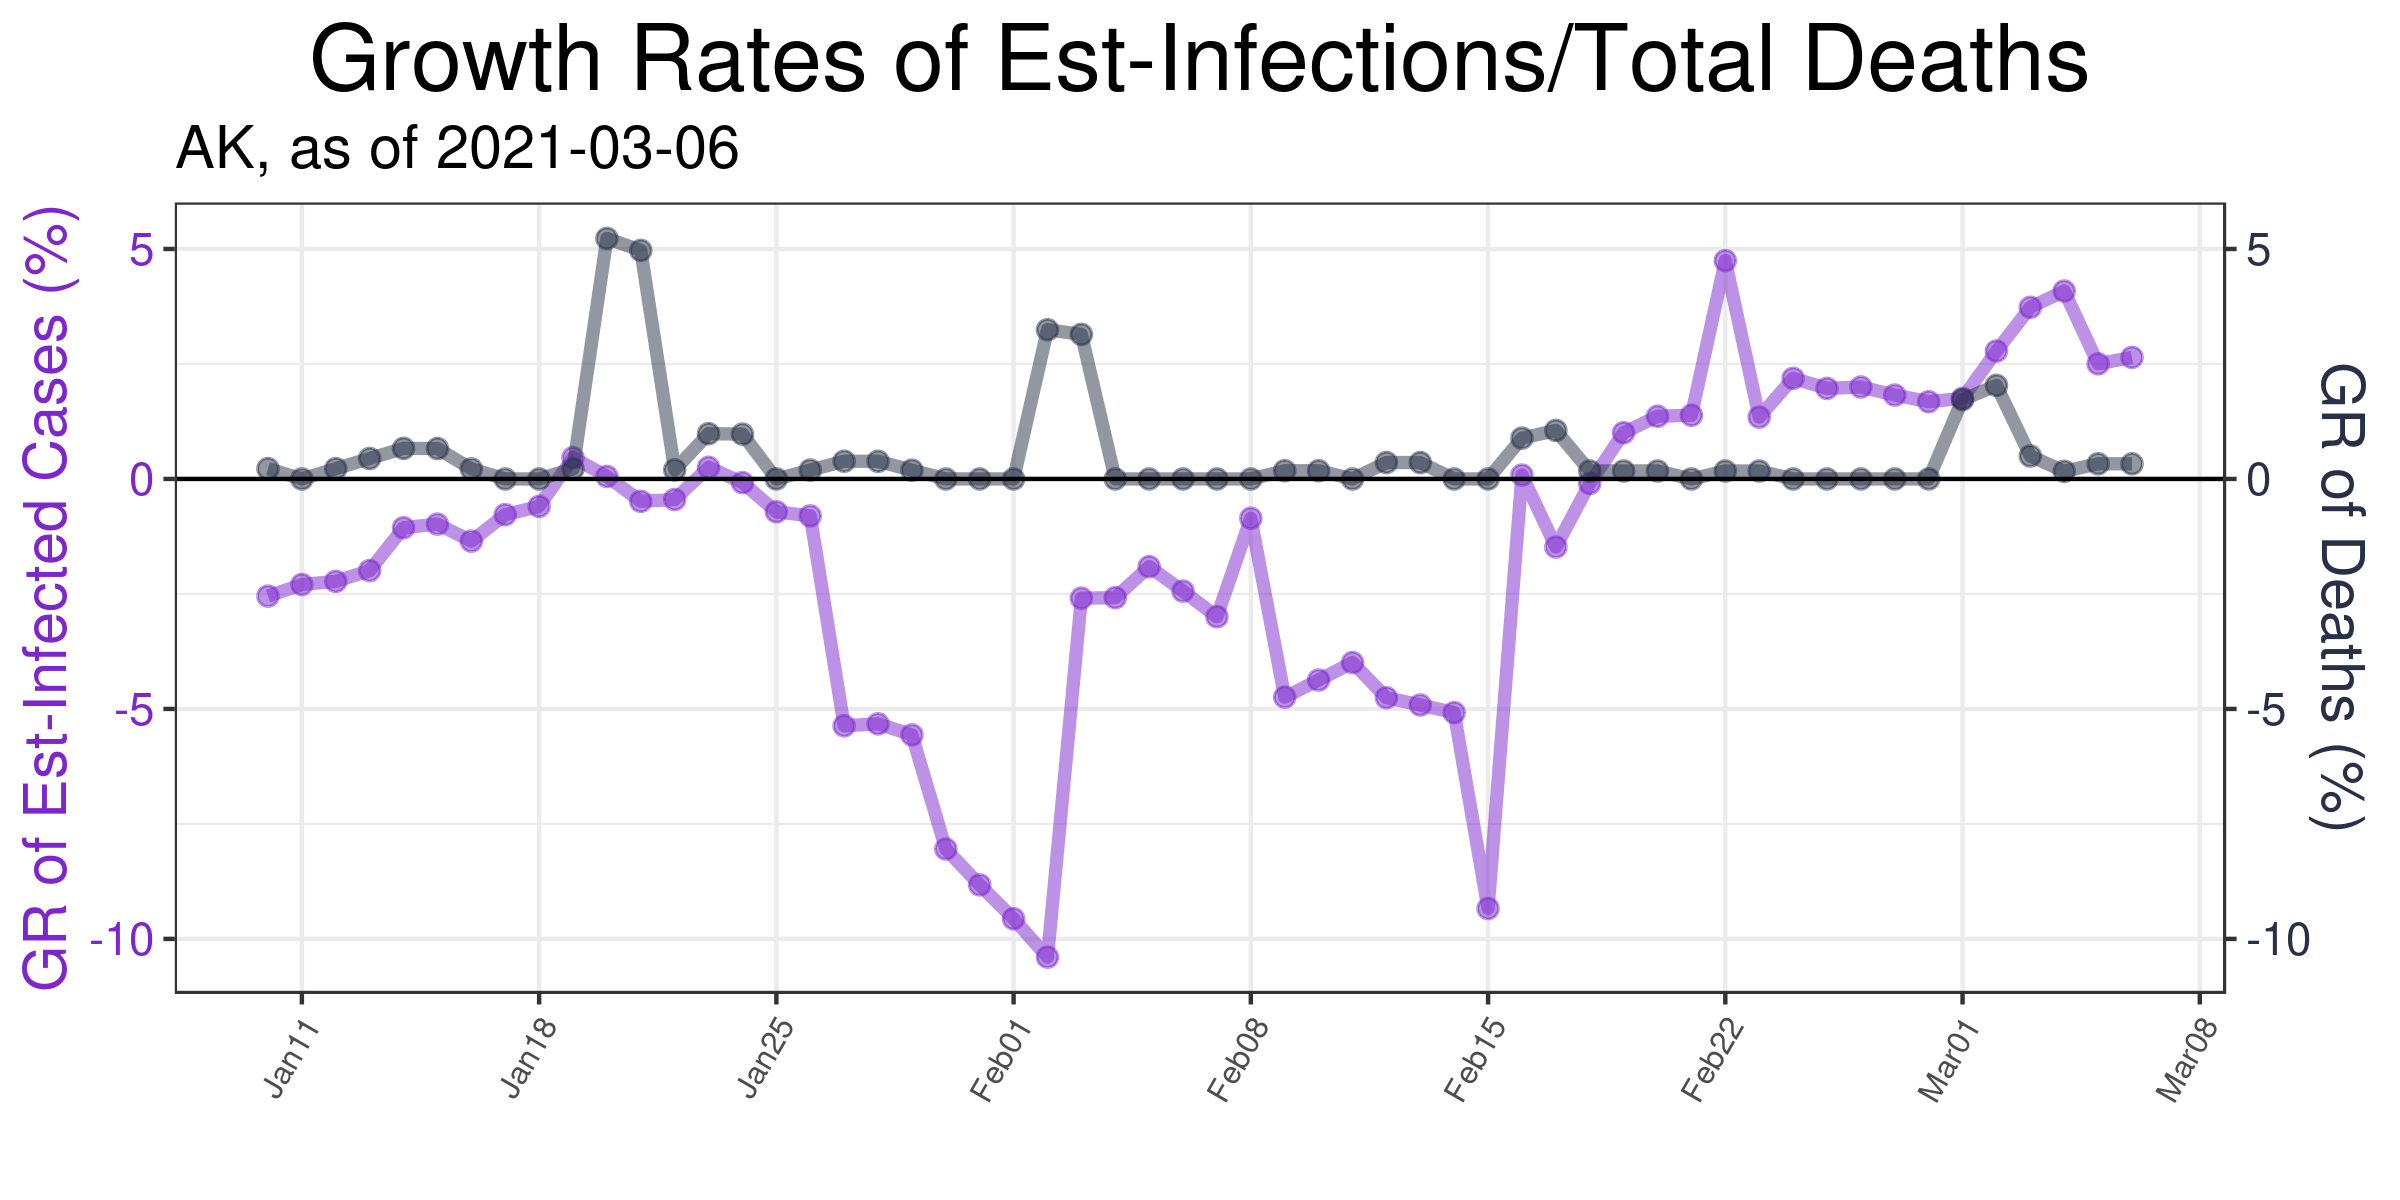 Growth Rates of Est-Infections/Total Deaths
AK, as of 2021-03-06
GR of Est-Infected Cases (%)
5
0
-5
-10
5
0
-5
-10
GR of Deaths (%)
Jan11
Jan18
Jan25
Feb01
Feb08
Feb15
Feb22
Mar01
Mar08